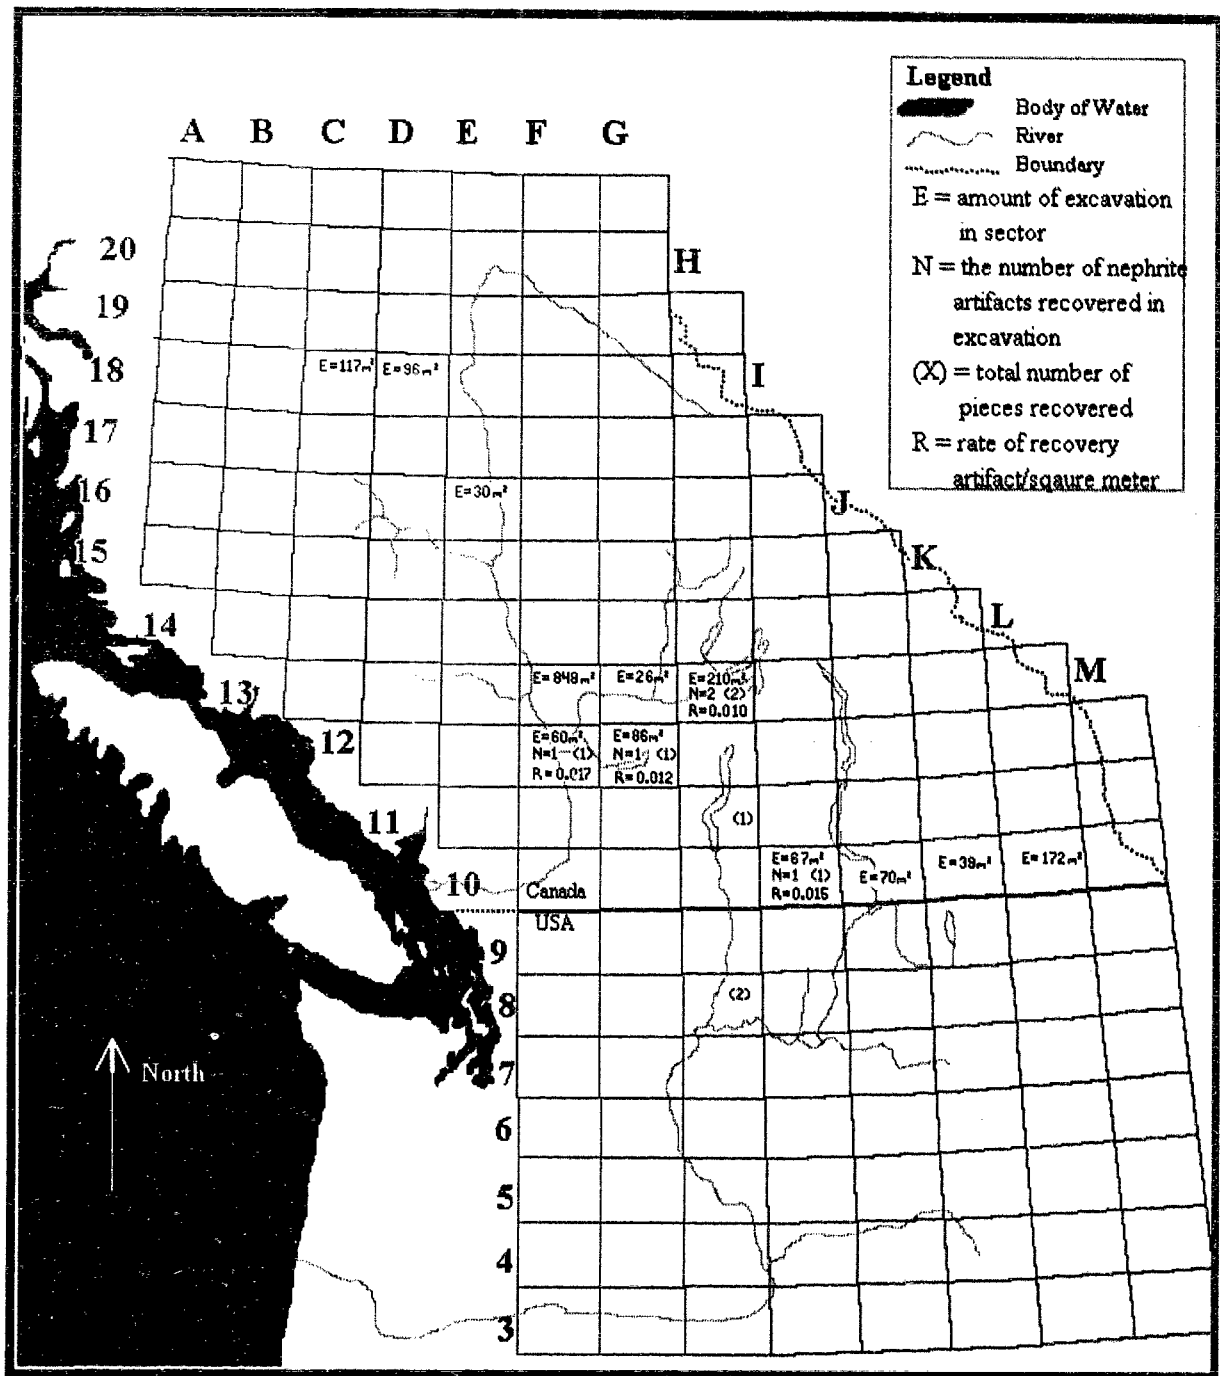 A B C D E F G
Legend
Body of Water
River
Boundary
E = amount of excavation
in sector
N = the number of nephrite
artifacts recovered in
excavation
(X) = total number of
pieces recovered
R = rate of recovery
artifact/sqaure meter
20
H
19
18
E=117m² E=96m²
I
17
16
E=30m²
J
15
K
14
L
13
E=848m² E=26m² E=210m²
N=2 (2)
R=0.010
M
12
E=60m² E=86m²
N=1 (1) N=1 (1)
R=0.017 R=0.012
11
(1)
E=67m² E=70m² E=38m² E=172m²
N=1 (1)
R=0.015
10
Canada
USA
9
8
(2)
North
7
6
5
4
3